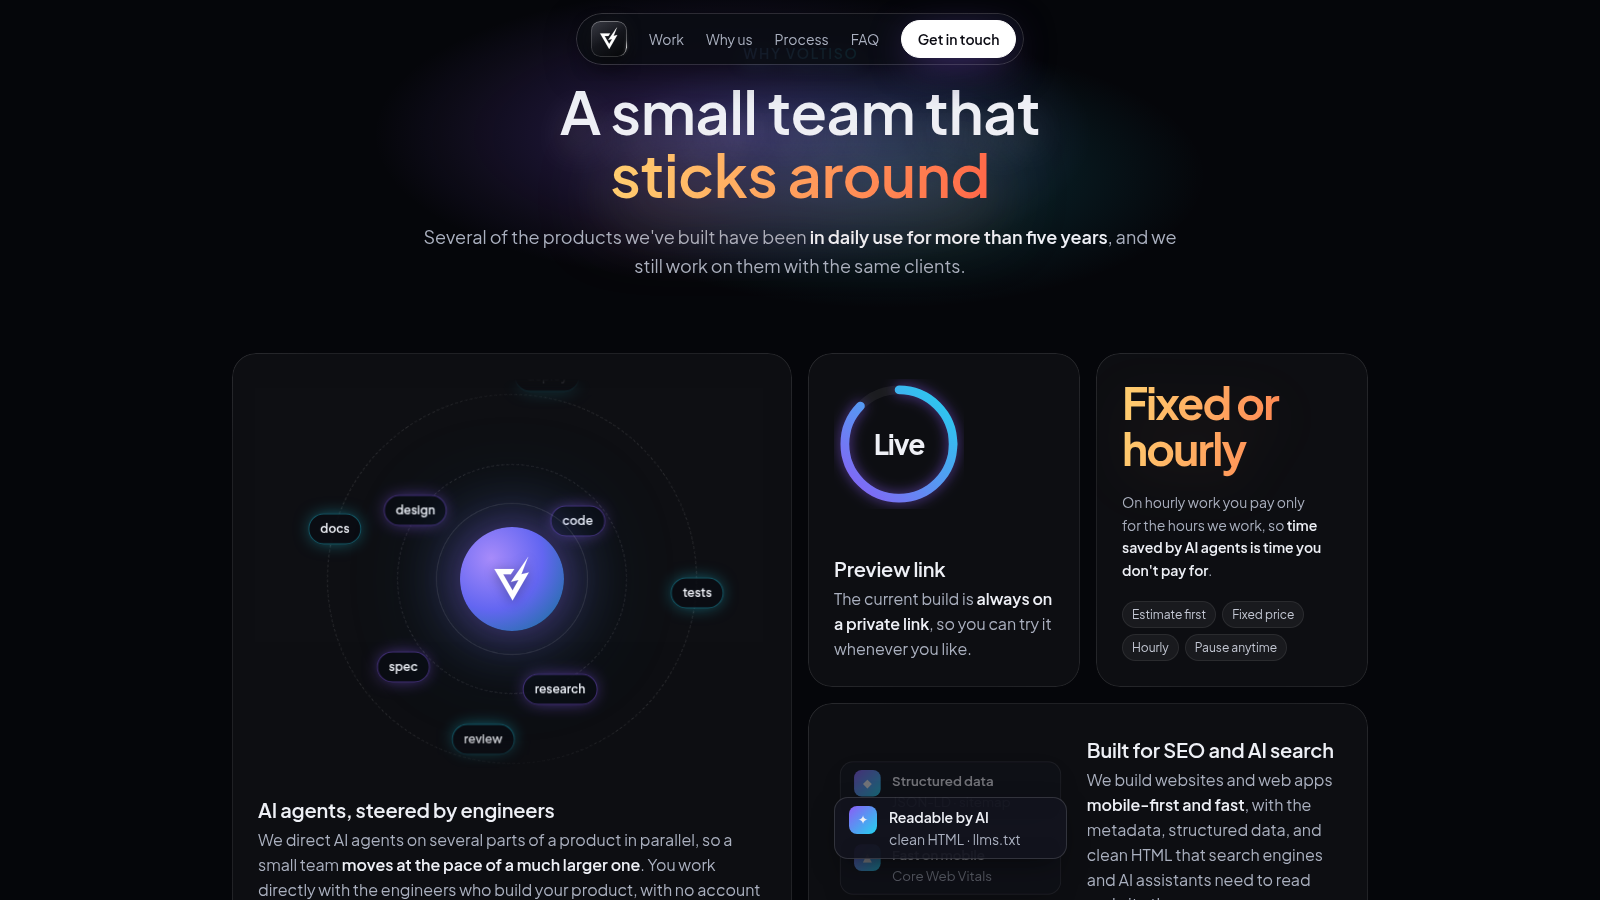 Work
Why us
Process
FAQ
Get in touch
WHY VOLTISO
A small team that
sticks around
Several of the products we've built have been in daily use for more than five years, and we
still work on them with the same clients.
docs
design
code
tests
spec
research
review
AI agents, steered by engineers
We direct AI agents on several parts of a product in parallel, so a
small team moves at the pace of a much larger one. You work
directly with the engineers who build your product, with no account
Live
Preview link
The current build is always on
a private link, so you can try it
whenever you like.
Fixed or
hourly
On hourly work you pay only
for the hours we work, so time
saved by AI agents is time you
don't pay for.
Estimate first
Fixed price
Hourly
Pause anytime
Structured data
Readable by AI
clean HTML · llms.txt
Core Web Vitals
Built for SEO and AI search
We build websites and web apps
mobile-first and fast, with the
metadata, structured data, and
clean HTML that search engines
and AI assistants need to read